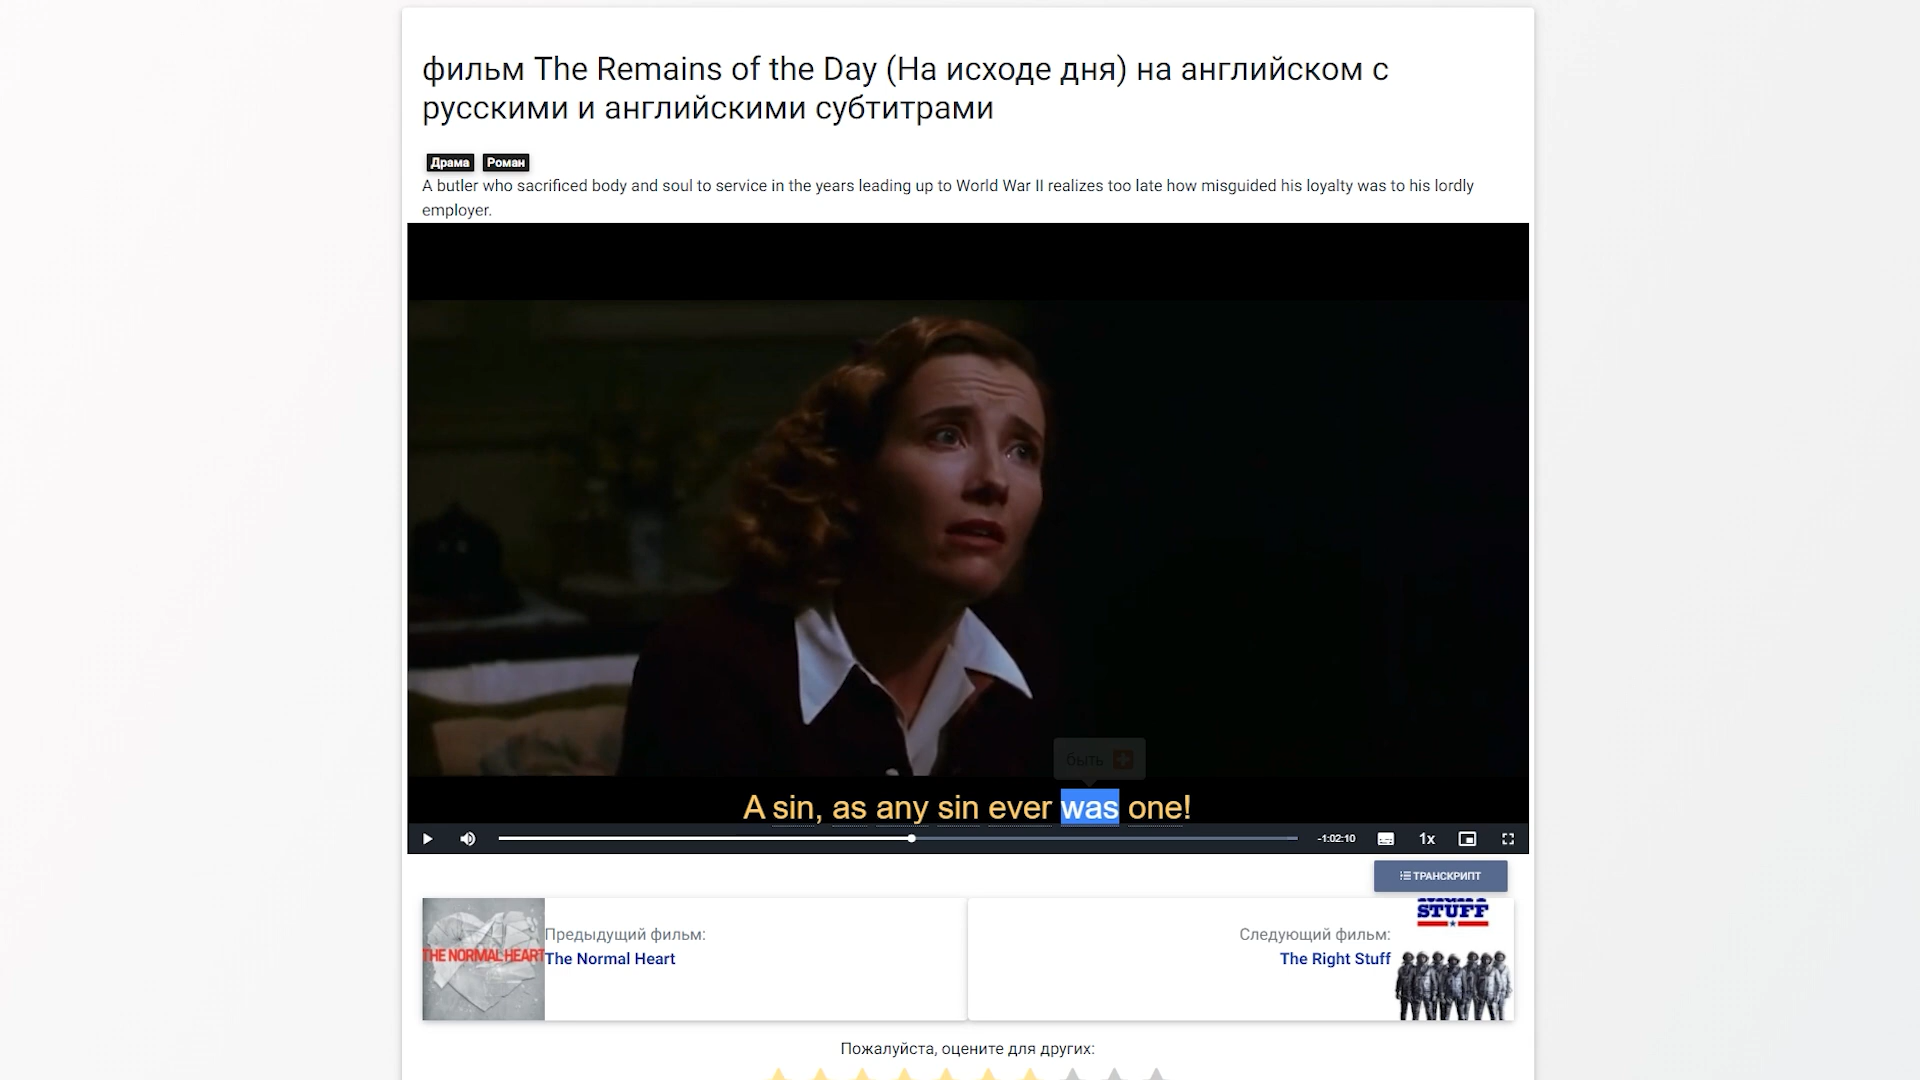 фильм The Remains of the Day (На исходе дня) на английском с
русскими и английскими субтитрами
Драма Роман
A butler who sacrificed body and soul to service in the years leading up to World War II realizes too late how misguided his loyalty was to his lordly
employer.
быть
A sin, as any sin ever was one!
-1:02:10
1x
ТРАНСКРИПТ
THE NORMAL HEART
Предыдущий фильм:
The Normal Heart
Следующий фильм:
The Right Stuff
RIGHT
STUFF
Пожалуйста, оцените для других: